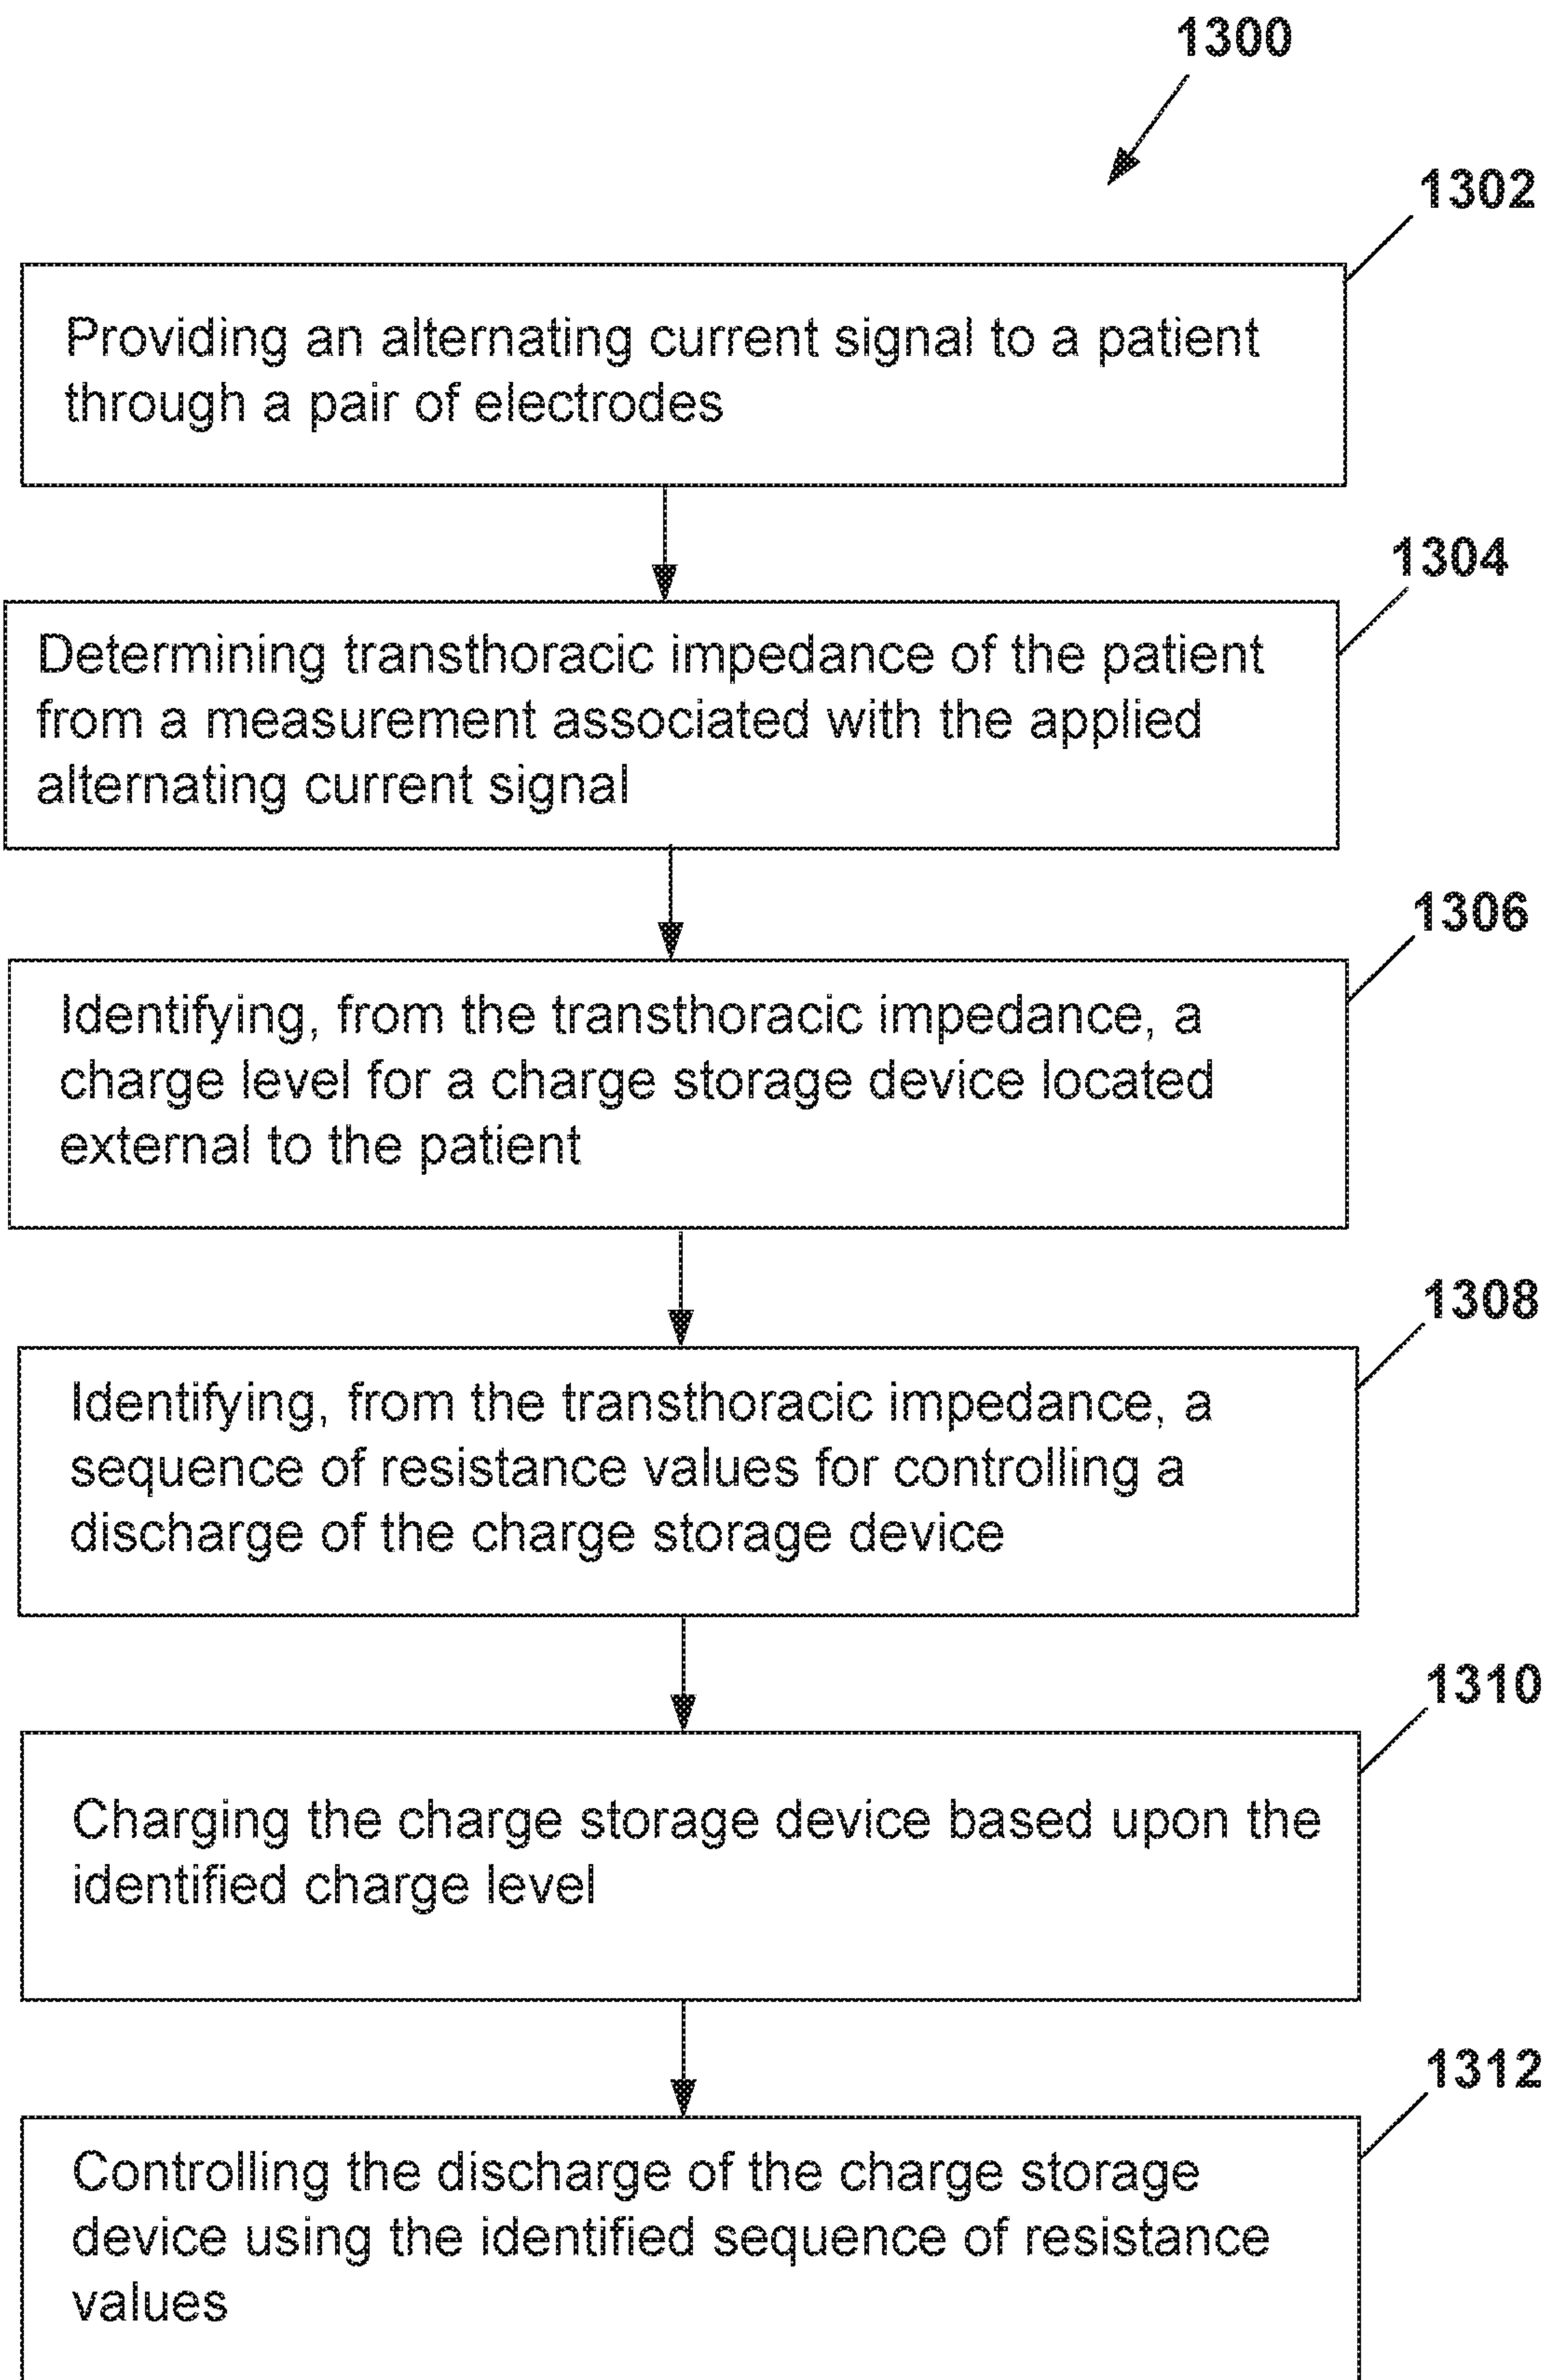 1300
1302
Providing an alternating current signal to a patient
through a pair of electrodes
1304
Determining transthoracic impedance of the patient
from a measurement associated with the applied
alternating current signal
1306
Identifying, from the transthoracic impedance, a
charge level for a charge storage device located
external to the patient
1308
Identifying, from the transthoracic impedance, a
sequence of resistance values for controlling a
discharge of the charge storage device
1310
Charging the charge storage device based upon the
identified charge level
1312
Controlling the discharge of the charge storage
device using the identified sequence of resistance
values